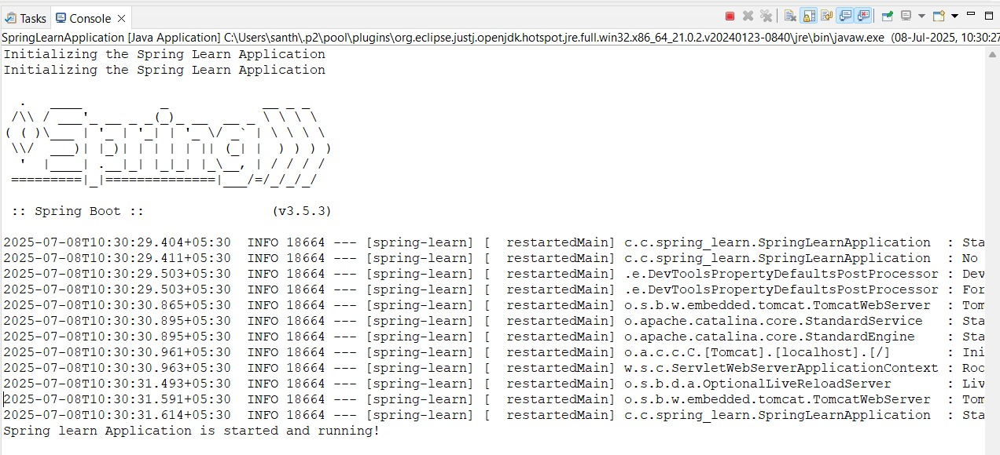 Tasks Console
SpringLearnApplication [Java Application] C:\Users\santh\.p2\pool\plugins\org.eclipse.justj.openjdk.hotspot.jre.full.win32.x86_64_21.0.2.v20240123-0840\jre\bin\javaw.exe (08-Jul-2025, 10:30:27
Initializing the Spring Learn Application
Initializing the Spring Learn Application
  .   ____          _            __ _ _
 /\\ / ___'_ __ _ _(_)_ __  __ _ \ \ \ \
( ( )\___ | '_ | '_| | '_ \/ _` | \ \ \ \
 \\/  ___)| |_)| | | | | || (_| |  ) ) ) )
  '  |____| .__|_| |_|_| |_\__, | / / / /
 =========|_|==============|___/=/_/_/_/
 :: Spring Boot ::                (v3.5.3)
2025-07-08T10:30:29.404+05:30  INFO 18664 --- [spring-learn] [  restartedMain] c.c.spring_learn.SpringLearnApplication  : Sta
2025-07-08T10:30:29.411+05:30  INFO 18664 --- [spring-learn] [  restartedMain] c.c.spring_learn.SpringLearnApplication  : No
2025-07-08T10:30:29.503+05:30  INFO 18664 --- [spring-learn] [  restartedMain] .e.DevToolsPropertyDefaultsPostProcessor : Dev
2025-07-08T10:30:29.503+05:30  INFO 18664 --- [spring-learn] [  restartedMain] .e.DevToolsPropertyDefaultsPostProcessor : For
2025-07-08T10:30:30.865+05:30  INFO 18664 --- [spring-learn] [  restartedMain] o.s.b.w.embedded.tomcat.TomcatWebServer  : Tom
2025-07-08T10:30:30.895+05:30  INFO 18664 --- [spring-learn] [  restartedMain] o.apache.catalina.core.StandardService   : Sta
2025-07-08T10:30:30.895+05:30  INFO 18664 --- [spring-learn] [  restartedMain] o.apache.catalina.core.StandardEngine    : Sta
2025-07-08T10:30:30.961+05:30  INFO 18664 --- [spring-learn] [  restartedMain] o.a.c.c.C.[Tomcat].[localhost].[/]       : Ini
2025-07-08T10:30:30.963+05:30  INFO 18664 --- [spring-learn] [  restartedMain] w.s.c.ServletWebServerApplicationContext : Roo
2025-07-08T10:30:31.493+05:30  INFO 18664 --- [spring-learn] [  restartedMain] o.s.b.d.a.OptionalLiveReloadServer       : Liv
2025-07-08T10:30:31.591+05:30  INFO 18664 --- [spring-learn] [  restartedMain] o.s.b.w.embedded.tomcat.TomcatWebServer  : Tom
2025-07-08T10:30:31.614+05:30  INFO 18664 --- [spring-learn] [  restartedMain] c.c.spring_learn.SpringLearnApplication  : Sta
Spring learn Application is started and running!